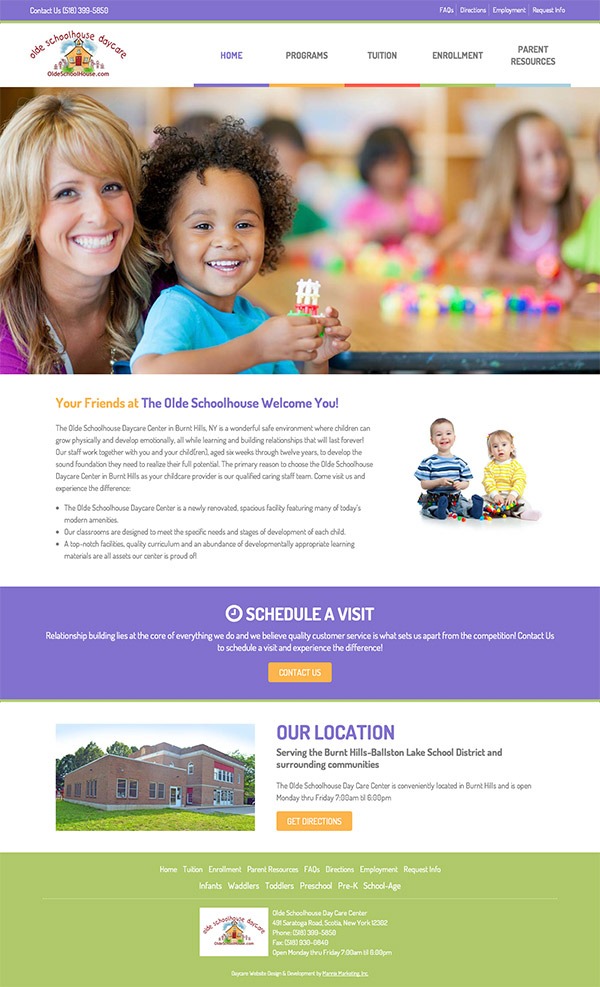 Contact Us (518) 399-5850
FAQs Directions Employment Request Info
olde schoolhouse daycare
OldeSchoolHouse.com
HOME PROGRAMS TUITION ENROLLMENT PARENT RESOURCES
Your Friends at The Olde Schoolhouse Welcome You!
The Olde Schoolhouse Daycare Center in Burnt Hills, NY is a wonderful safe environment where children can
grow physically and develop emotionally, all while learning and building relationships that will last forever!
Our staff work together with you and your child(ren), aged six weeks through twelve years, to develop the
sound foundation they need to realize their full potential. The primary reason to choose the Olde Schoolhouse
Daycare Center in Burnt Hills as your childcare provider is our qualified caring staff team. Come visit us and
experience the difference:
• The Olde Schoolhouse Daycare Center is a newly renovated, spacious facility featuring many of today's
modern amenities.
• Our classrooms are designed to meet the specific needs and stages of development of each child.
• A top-notch facilities, quality curriculum and an abundance of developmentally appropriate learning
materials are all assets our center is proud of!
SCHEDULE A VISIT
Relationship building lies at the core of everything we do and we believe quality customer service is what sets us apart from the competition! Contact Us
to schedule a visit and experience the difference!
CONTACT US
OUR LOCATION
Serving the Burnt Hills-Ballston Lake School District and
surrounding communities
The Olde Schoolhouse Day Care Center is conveniently located in Burnt Hills and is open
Monday thru Friday 7:00am til 6:00pm
GET DIRECTIONS
Home Tuition Enrollment Parent Resources FAQs Directions Employment Request Info
Infants Waddlers Toddlers Preschool Pre-K School-Age
olde schoolhouse daycare
OldeSchoolHouse.com
Olde Schoolhouse Day Care Center
491 Saratoga Road, Scotia, New York 12302
Phone: (518) 399-5850
Fax: (518) 930-0840
Open Monday thru Friday 7:00am til 6:00pm
Daycare Website Design & Development by Mannix Marketing, Inc.